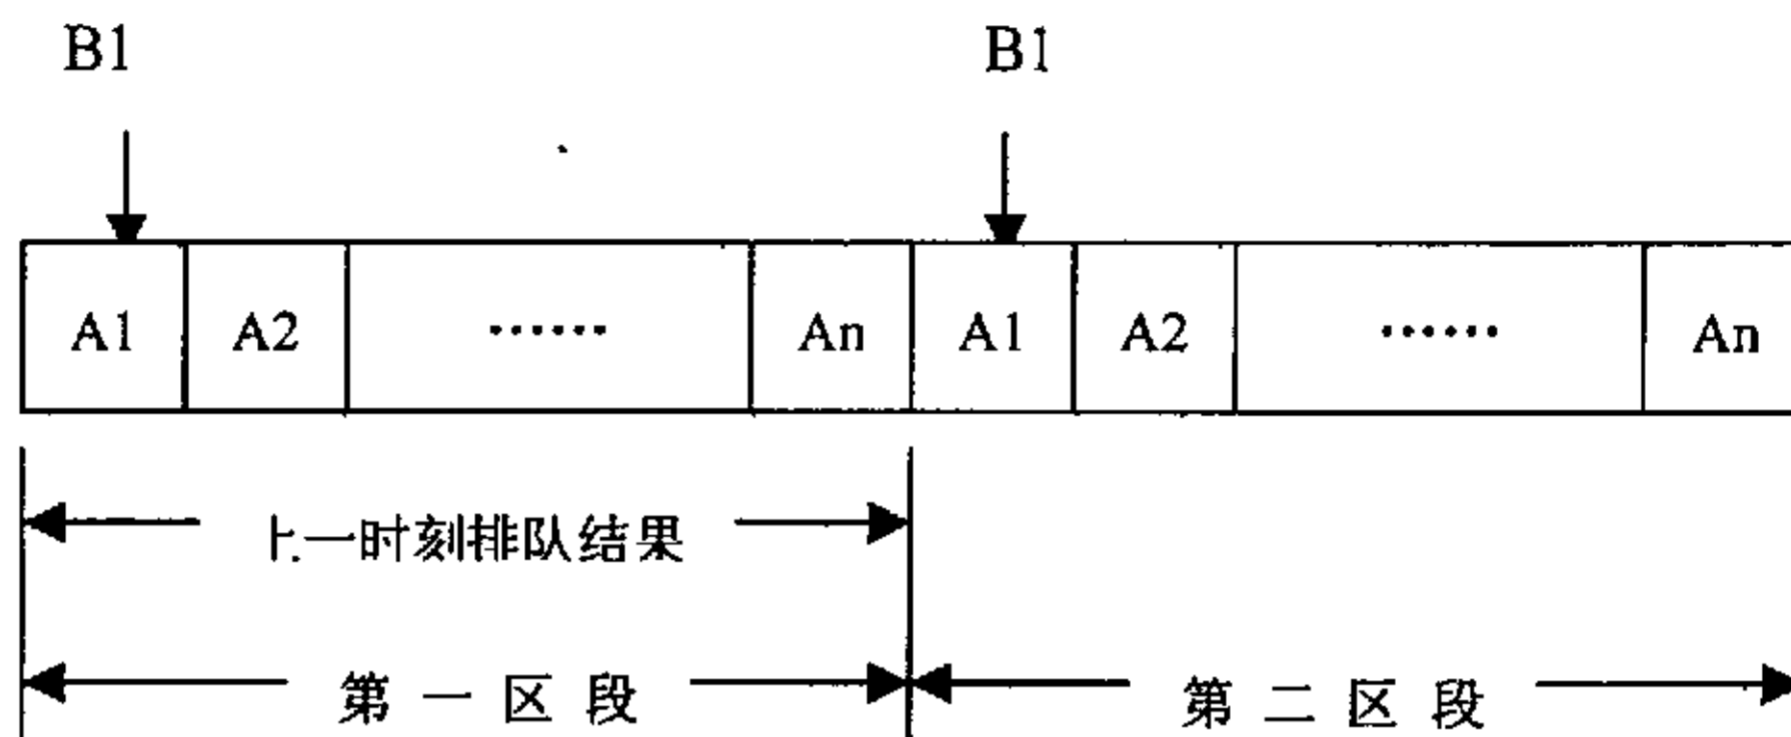 B1 B1
A1 A2 ...... An A1 A2 ...... An
上一时刻排队结果
第一区段 第二区段